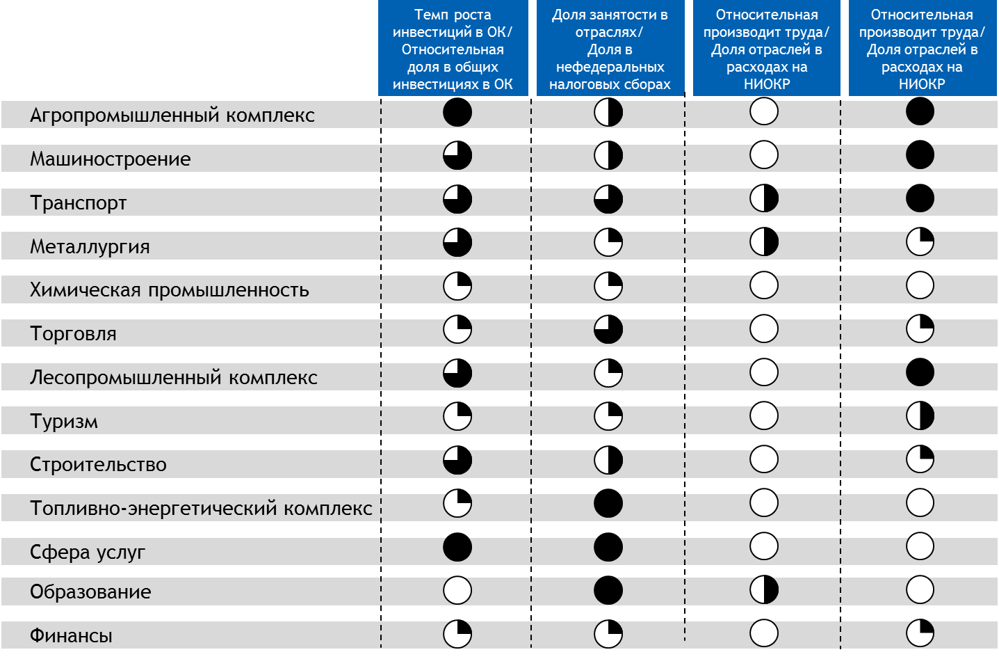 Темп роста
инвестиций в ОК/
Относительная
доля в общих
инвестициях в ОК
Доля занятости в
отраслях/
Доля в
нефедеральных
налоговых сборах
Относительная
производит труда/
Доля отраслей в
расходах на
НИОКР
Относительная
производит труда/
Доля отраслей в
расходах на
НИОКР
Агропромышленный комплекс
Машиностроение
Транспорт
Металлургия
Химическая промышленность
Торговля
Лесопромышленный комплекс
Туризм
Строительство
Топливно-энергетический комплекс
Сфера услуг
Образование
Финансы